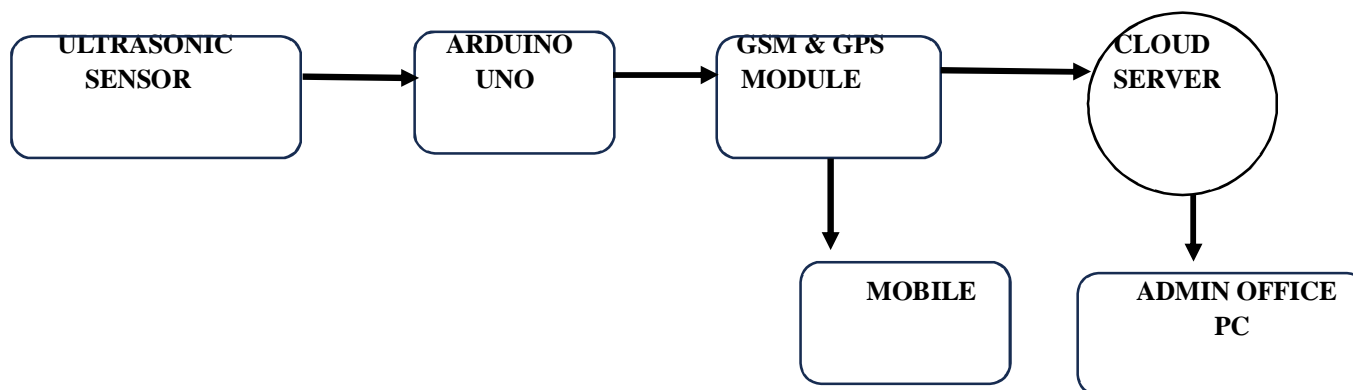 ULTRASONIC
SENSOR
ARDUINO
UNO
GSM & GPS
MODULE
CLOUD
SERVER
MOBILE
ADMIN OFFICE
PC